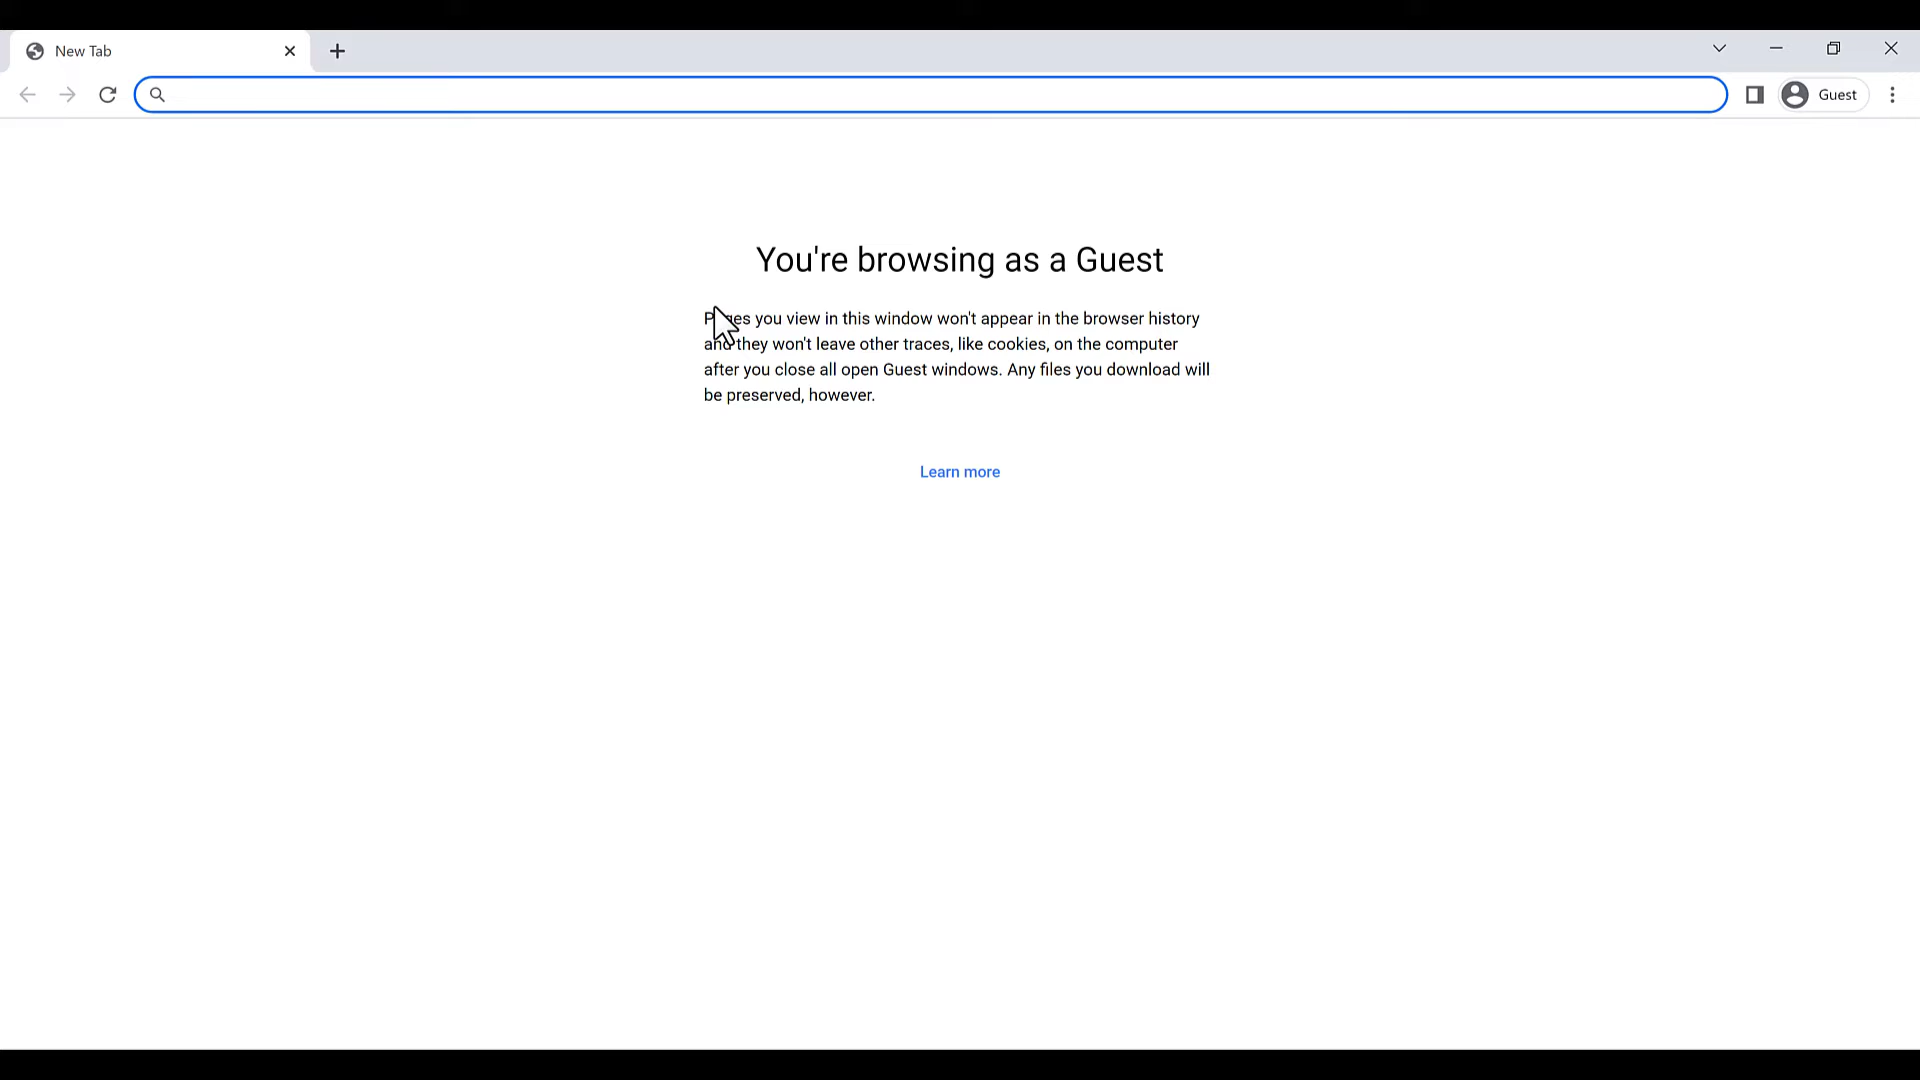 New Tab
Guest
You're browsing as a Guest
Pages you view in this window won't appear in the browser history
and they won't leave other traces, like cookies, on the computer
after you close all open Guest windows. Any files you download will
be preserved, however.
Learn more